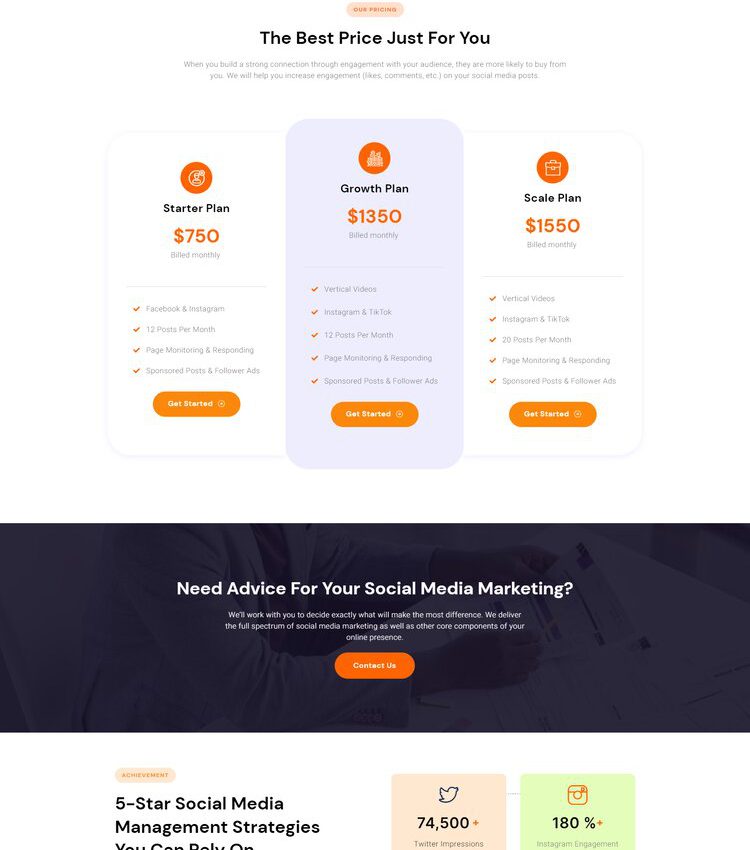 OUR PRICING
The Best Price Just For You
When you build a strong connection through engagement with your audience, they are more likely to buy from
you. We will help you increase engagement (likes, comments, etc.) on your social media posts.
Starter Plan
$750
Billed monthly
Facebook & Instagram
12 Posts Per Month
Page Monitoring & Responding
Sponsored Posts & Follower Ads
Get Started
Growth Plan
$1350
Billed monthly
Vertical Videos
Instagram & TikTok
12 Posts Per Month
Page Monitoring & Responding
Sponsored Posts & Follower Ads
Get Started
Scale Plan
$1550
Billed monthly
Vertical Videos
Instagram & TikTok
20 Posts Per Month
Page Monitoring & Responding
Sponsored Posts & Follower Ads
Get Started
Need Advice For Your Social Media Marketing?
We'll work with you to decide exactly what will make the most difference. We deliver
the full spectrum of social media marketing as well as other core components of your
online presence.
Contact Us
ACHIEVEMENT
5-Star Social Media
Management Strategies
You Can Rely On
74,500 +
Twitter Impressions
180 %+
Instagram Engagement